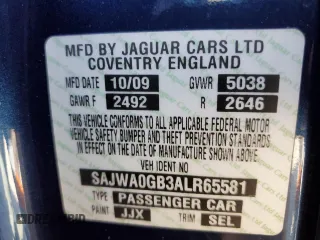 MFD BY JAGUAR CARS LTD
COVENTRY ENGLAND
MFD DATE 10/09 GVWR 5038
GAWR F 2492 R 2646
THIS VEHICLE CONFORMS TO ALL APPLICABLE FEDERAL MOTOR
VEHICLE SAFETY, BUMPER AND THEFT PREVENTION STANDARDS
IN EFFECT ON THE DATE OF MANUFACTURE SHOWN ABOVE
VEH IDENT No
SAJWA0GB3ALR65581
TYPE PASSENGER CAR
PAINT JJX TRIM SEL